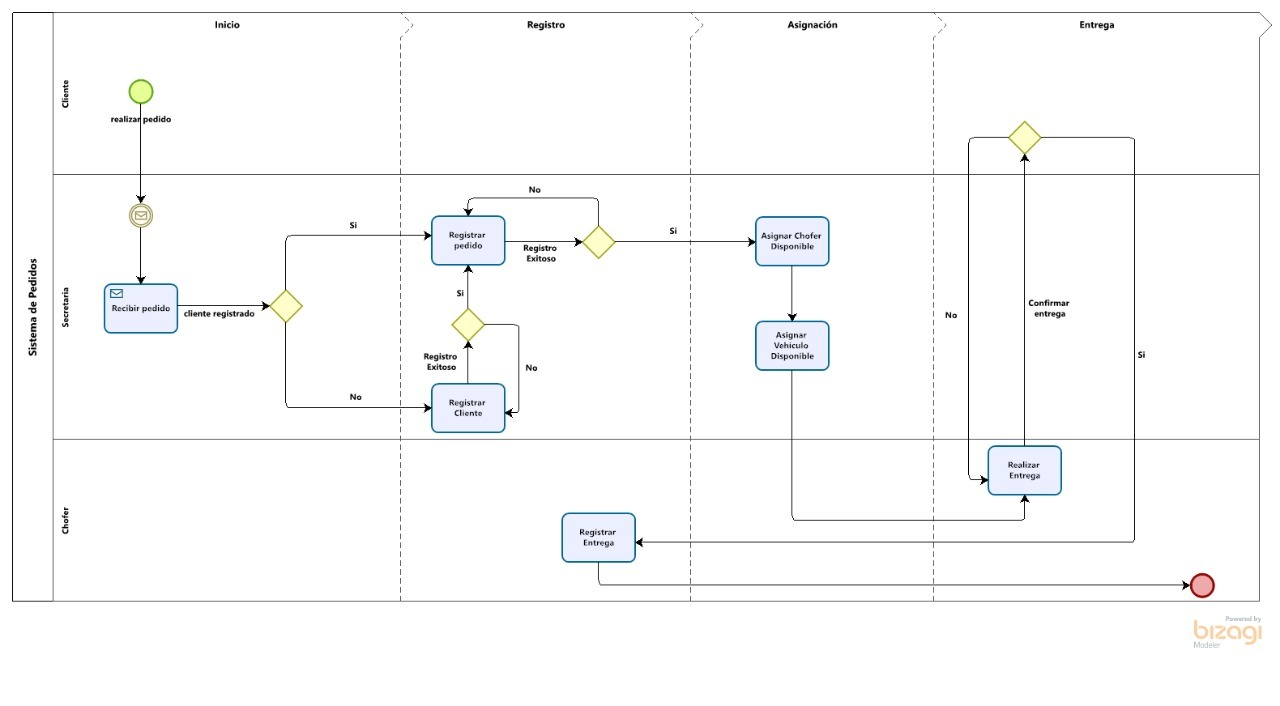 Inicio
Registro
Asignación
Entrega
Sistema de Pedidos
Cliente
realizar pedido
Secretaria
Recibir pedido
cliente registrado
Si
No
No
Registrar
pedido
Registro
Exitoso
Si
Si
Registro
Exitoso
No
Registrar
Cliente
Asignar Chofer
Disponible
Asignar
Vehículo
Disponible
No
Confirmar
entrega
Si
Chofer
Realizar
Entrega
Registrar
Entrega
Powered by
bizagi
Modeler